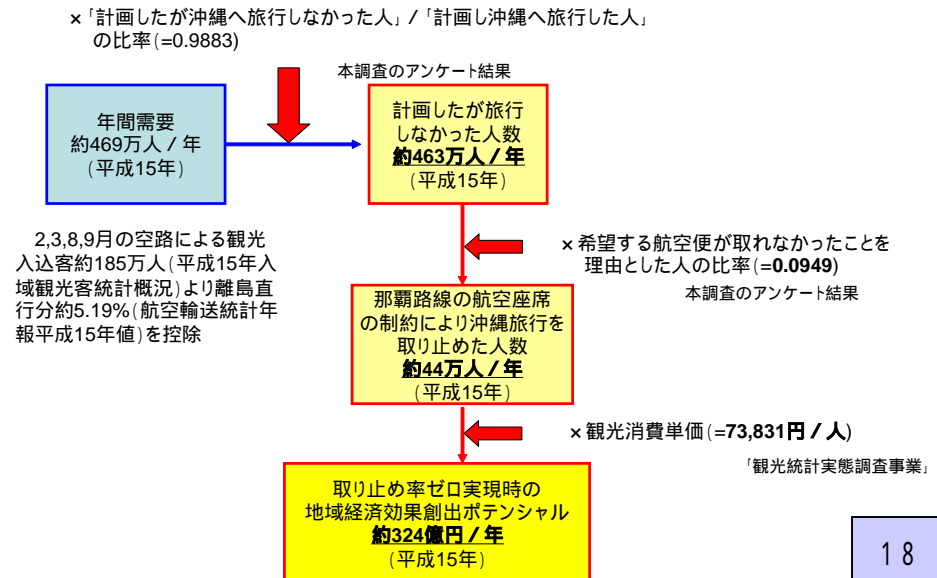 ×「計画したが沖縄へ旅行しなかった人」/「計画し沖縄へ旅行した人」
の比率(=0.9883)
本調査のアンケート結果
年間需要
約469万人／年
(平成15年)
計画したが旅行
しなかった人数
約463万人／年
(平成15年)
2,3,8,9月の空路による観光
入込客約185万人(平成15年入
域観光客統計概況)より離島直
行分約5.19%(航空輸送統計年
報平成15年値)を控除
×希望する航空便が取れなかったことを
理由とした人の比率(=0.0949)
本調査のアンケート結果
那覇路線の航空座席
の制約により沖縄旅行を
取り止めた人数
約44万人／年
(平成15年)
×観光消費単価(=73,831円／人)
「観光統計実態調査事業」
取り止め率ゼロ実現時の
地域経済効果創出ポテンシャル
約324億円／年
(平成15年)
18